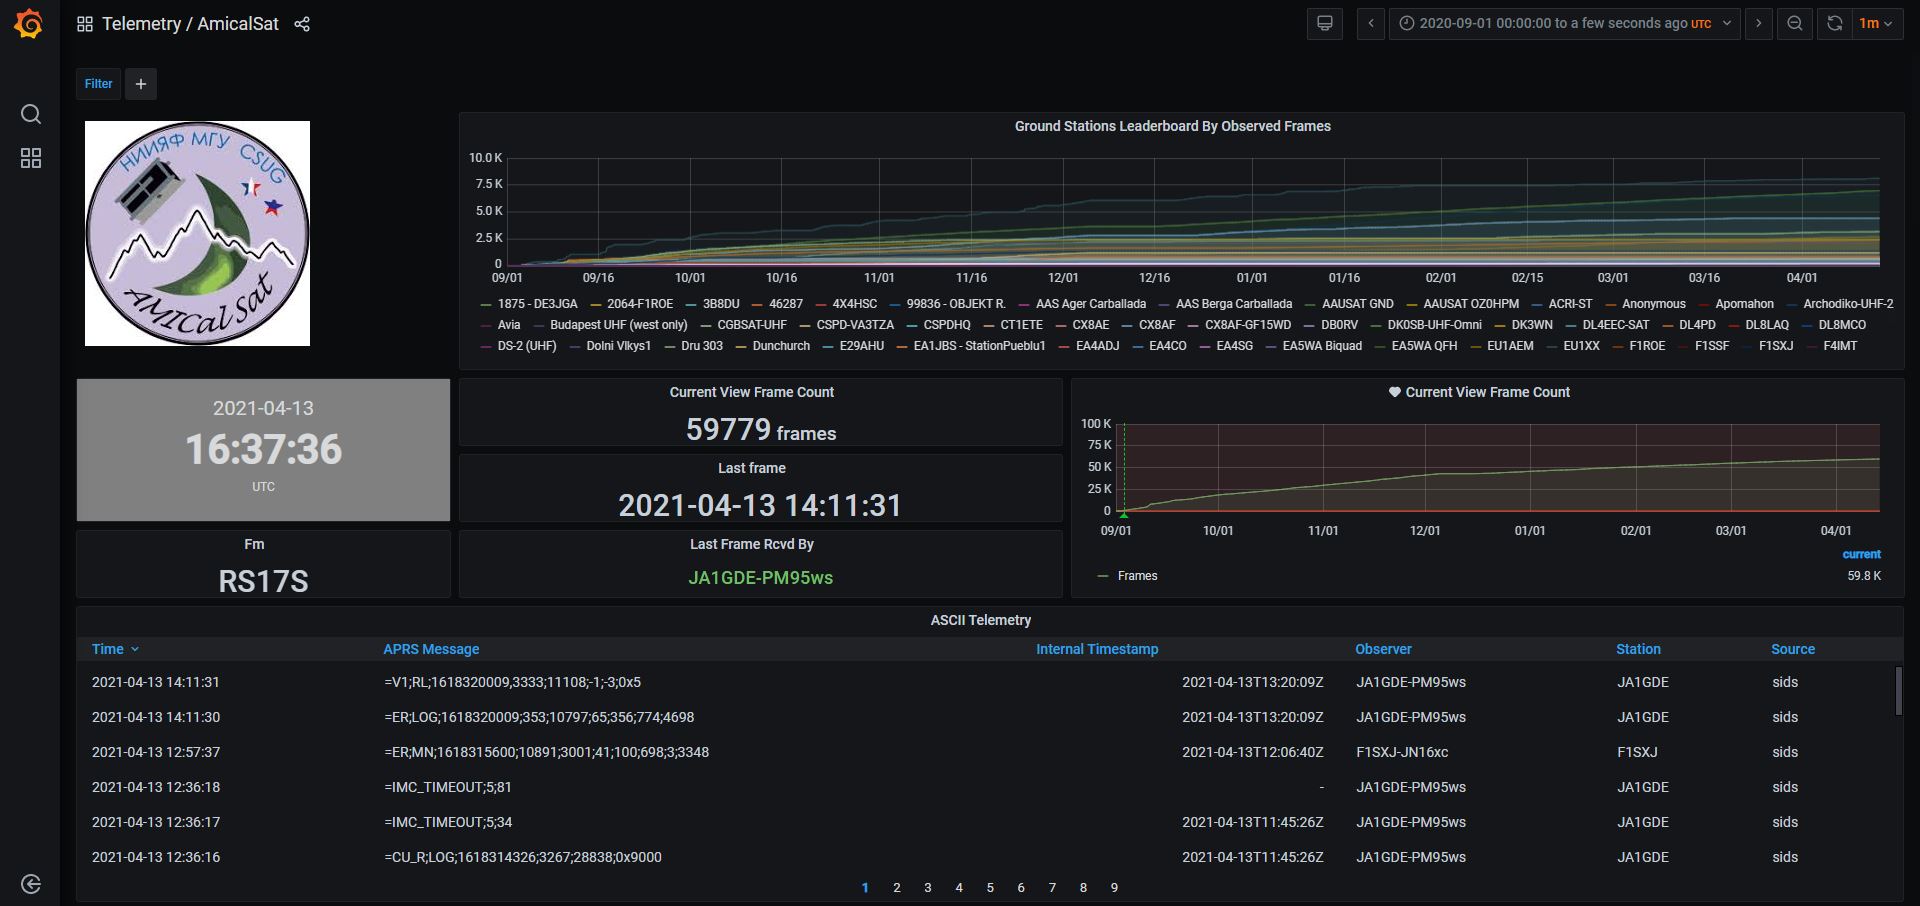 Telemetry / AmicalSat
2020-09-01 00:00:00 to a few seconds ago UTC
1m
Filter
+
НИИЯФ МГУ CSUG
AMICal Sat
Ground Stations Leaderboard By Observed Frames
10.0 K
7.5 K
5.0 K
2.5 K
0
09/01 09/16 10/01 10/16 11/01 11/16 12/01 12/16 01/01 01/16 02/01 02/15 03/01 03/16 04/01
1875 - DE3JGA 2064-F1ROE 3B8DU 46287 4X4HSC 99836 - OBJEKT R. AAS Ager Carballada AAS Berga Carballada AAUSAT GND AAUSAT OZ0HPM ACRI-ST Anonymous Apomahon Archodiko-UHF-2
Avia Budapest UHF (west only) CGBSAT-UHF CSPD-VA3TZA CSPDHQ CT1ETE CX8AE CX8AF CX8AF-GF15WD DB0RV DK0SB-UHF-Omni DK3WN DL4EEC-SAT DL4PD DL8LAQ DL8MCO
DS-2 (UHF) Dolni Vlkys1 Dru 303 Dunchurch E29AHU EA1JBS - StationPueblu1 EA4ADJ EA4CO EA4SG EA5WA Biquad EA5WA QFH EU1AEM EU1XX F1ROE F1SSF F1SXJ F4IMT
2021-04-13
16:37:36
UTC
Current View Frame Count
59779 frames
Last frame
2021-04-13 14:11:31
Fm
RS17S
Last Frame Rcvd By
JA1GDE-PM95ws
Current View Frame Count
100 K
75 K
50 K
25 K
0
09/01 10/01 11/01 12/01 01/01 02/01 03/01 04/01
current
Frames 59.8 K
ASCII Telemetry
Time APRS Message Internal Timestamp Observer Station Source
2021-04-13 14:11:31 =V1;RL;1618320009,3333;11108;-1;-3;0x5 2021-04-13T13:20:09Z JA1GDE-PM95ws JA1GDE sids
2021-04-13 14:11:30 =ER;LOG;1618320009;353;10797;65;356;774;4698 2021-04-13T13:20:09Z JA1GDE-PM95ws JA1GDE sids
2021-04-13 12:57:37 =ER;MN;1618315600;10891;3001;41;100;698;3;3348 2021-04-13T12:06:40Z F1SXJ-JN16xc F1SXJ sids
2021-04-13 12:36:18 =IMC_TIMEOUT;5;81 - JA1GDE-PM95ws JA1GDE sids
2021-04-13 12:36:17 =IMC_TIMEOUT;5;34 2021-04-13T11:45:26Z JA1GDE-PM95ws JA1GDE sids
2021-04-13 12:36:16 =CU_R;LOG;1618314326;3267;28838;0x9000 2021-04-13T11:45:26Z JA1GDE-PM95ws JA1GDE sids
1 2 3 4 5 6 7 8 9